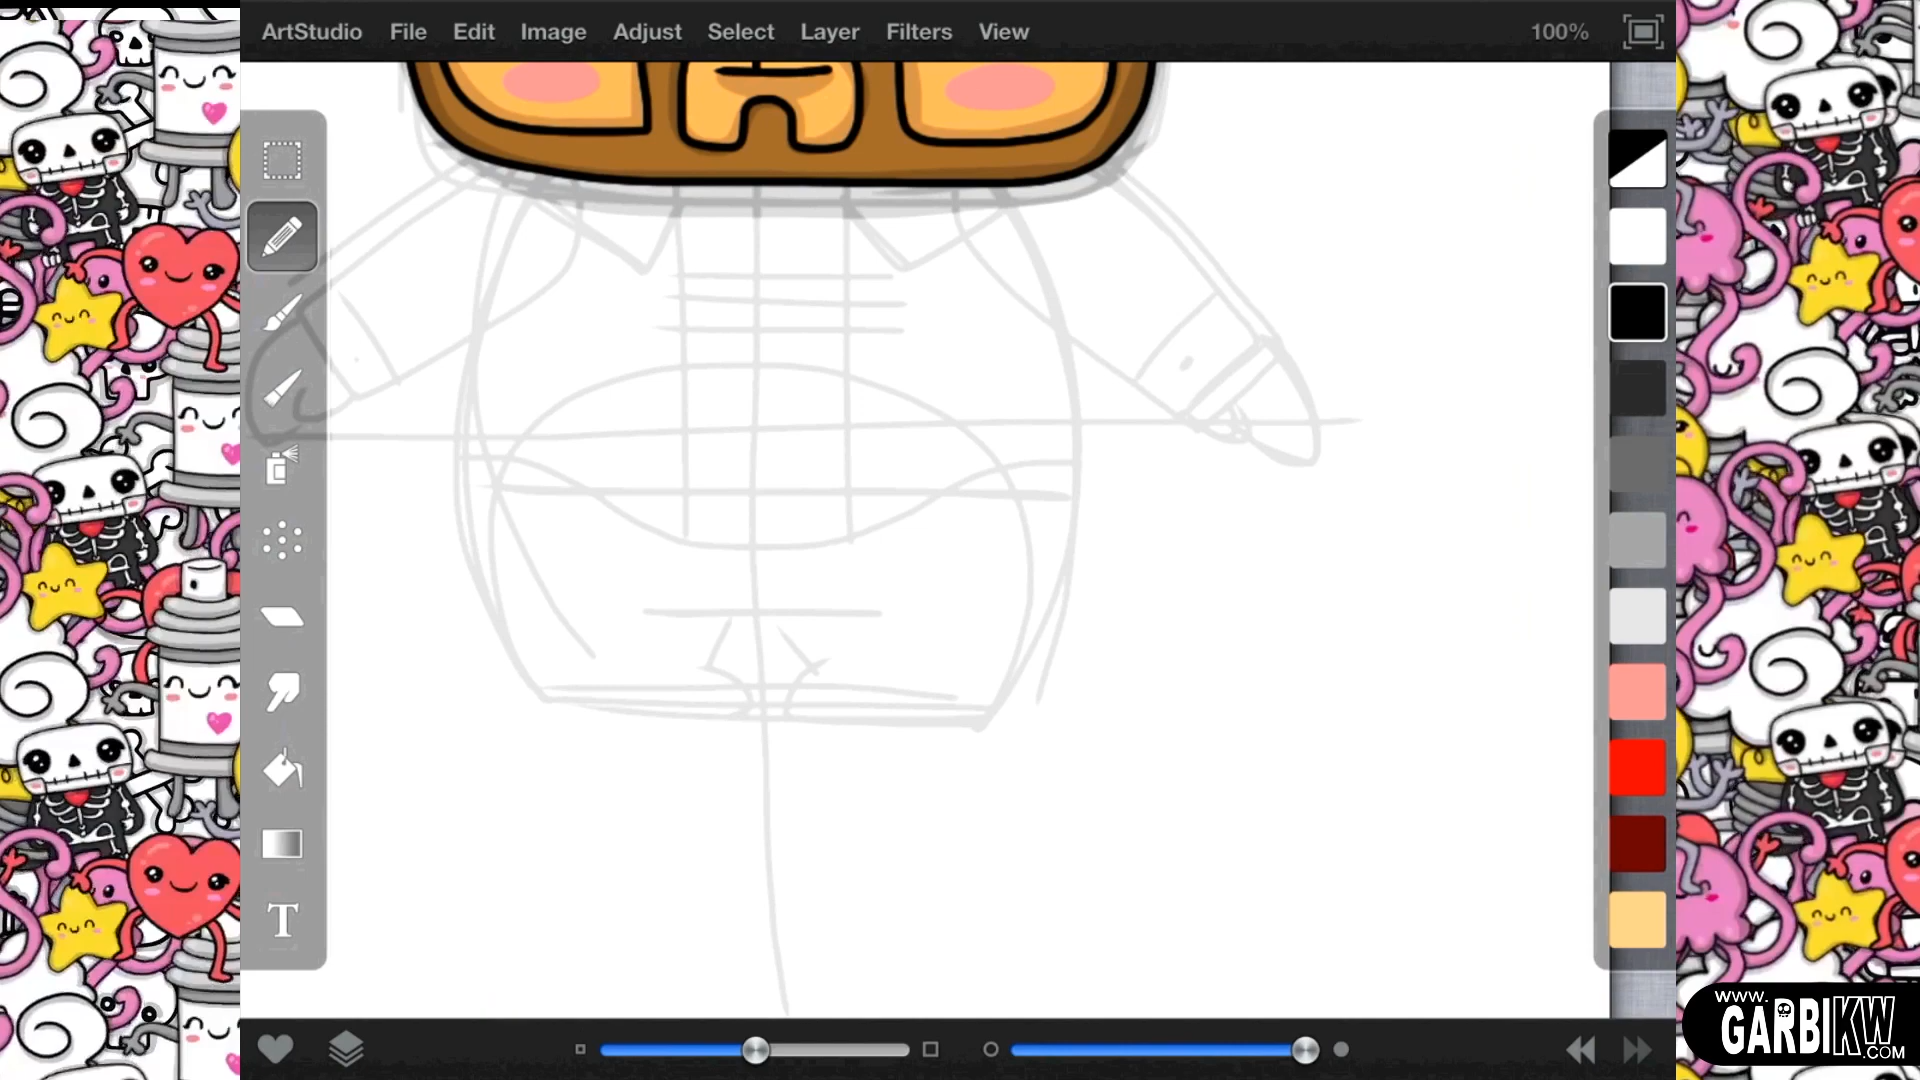 ArtStudio File Edit Image Adjust Select Layer Filters View 100%
T
WWW.
GARBIKW
.COM